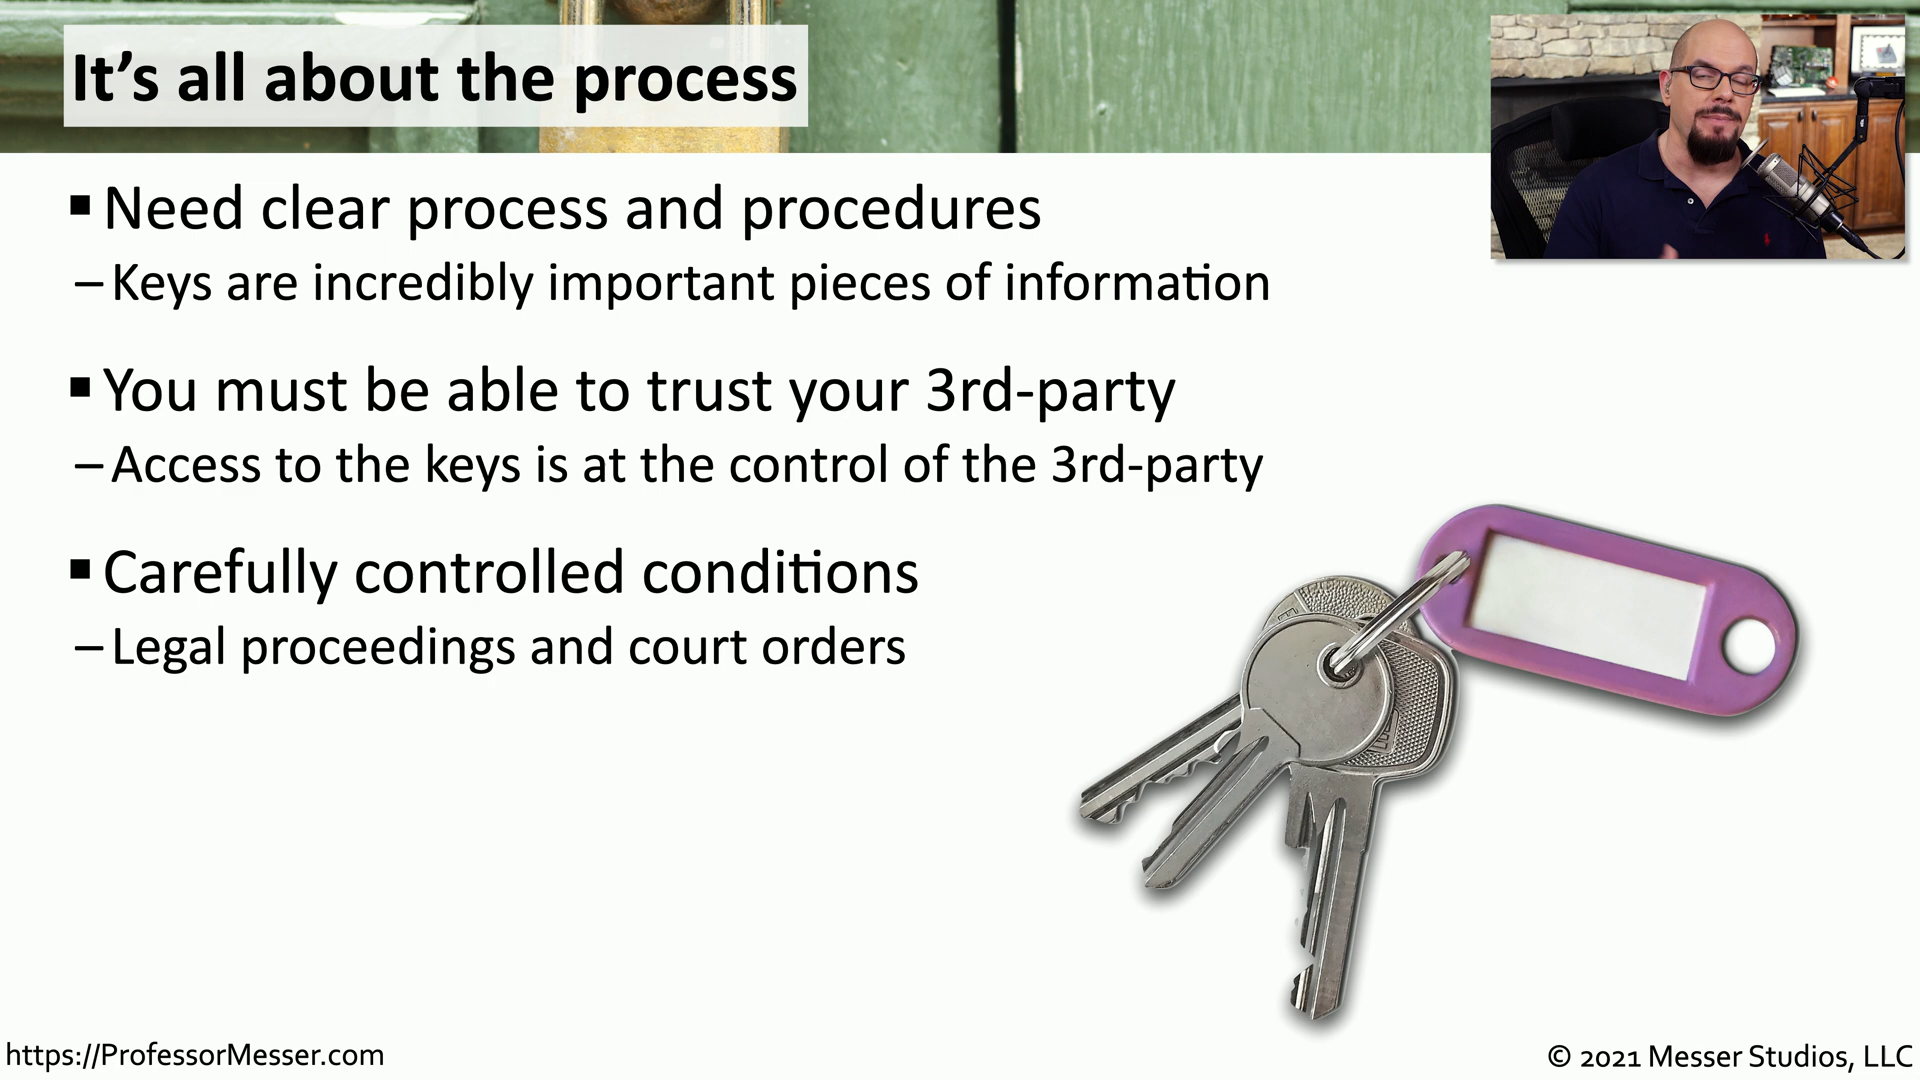 It's all about the process
▪ Need clear process and procedures
– Keys are incredibly important pieces of information
▪ You must be able to trust your 3rd-party
– Access to the keys is at the control of the 3rd-party
▪ Carefully controlled conditions
– Legal proceedings and court orders
https://ProfessorMesser.com
© 2021 Messer Studios, LLC